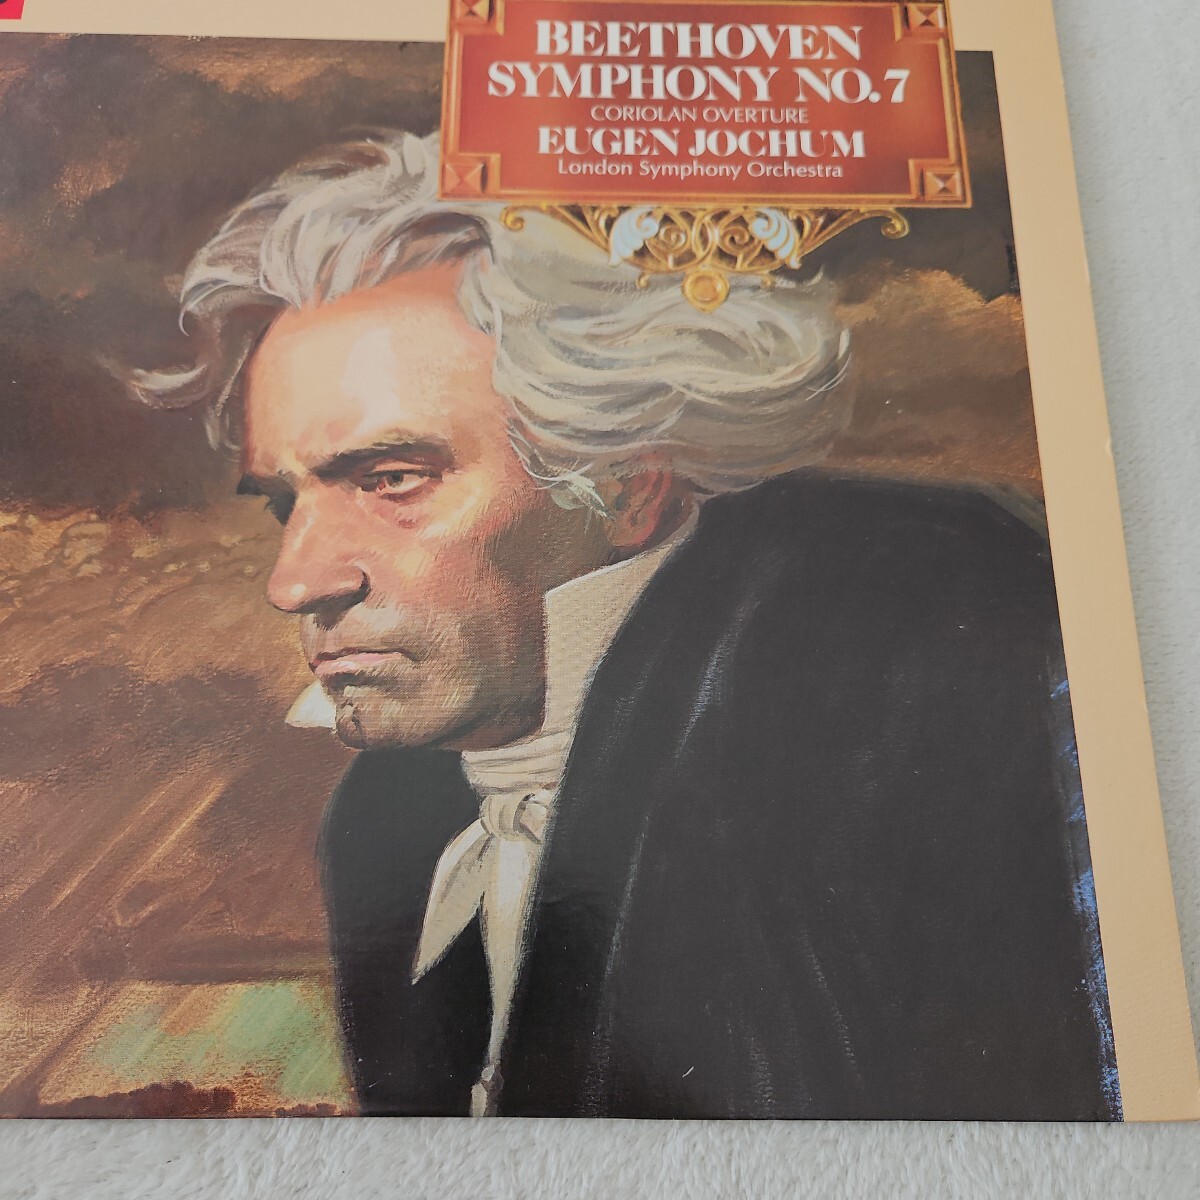 BEETHOVEN
SYMPHONY NO.7
CORIOLAN OVERTURE
EUGEN JOCHUM
London Symphony Orchestra